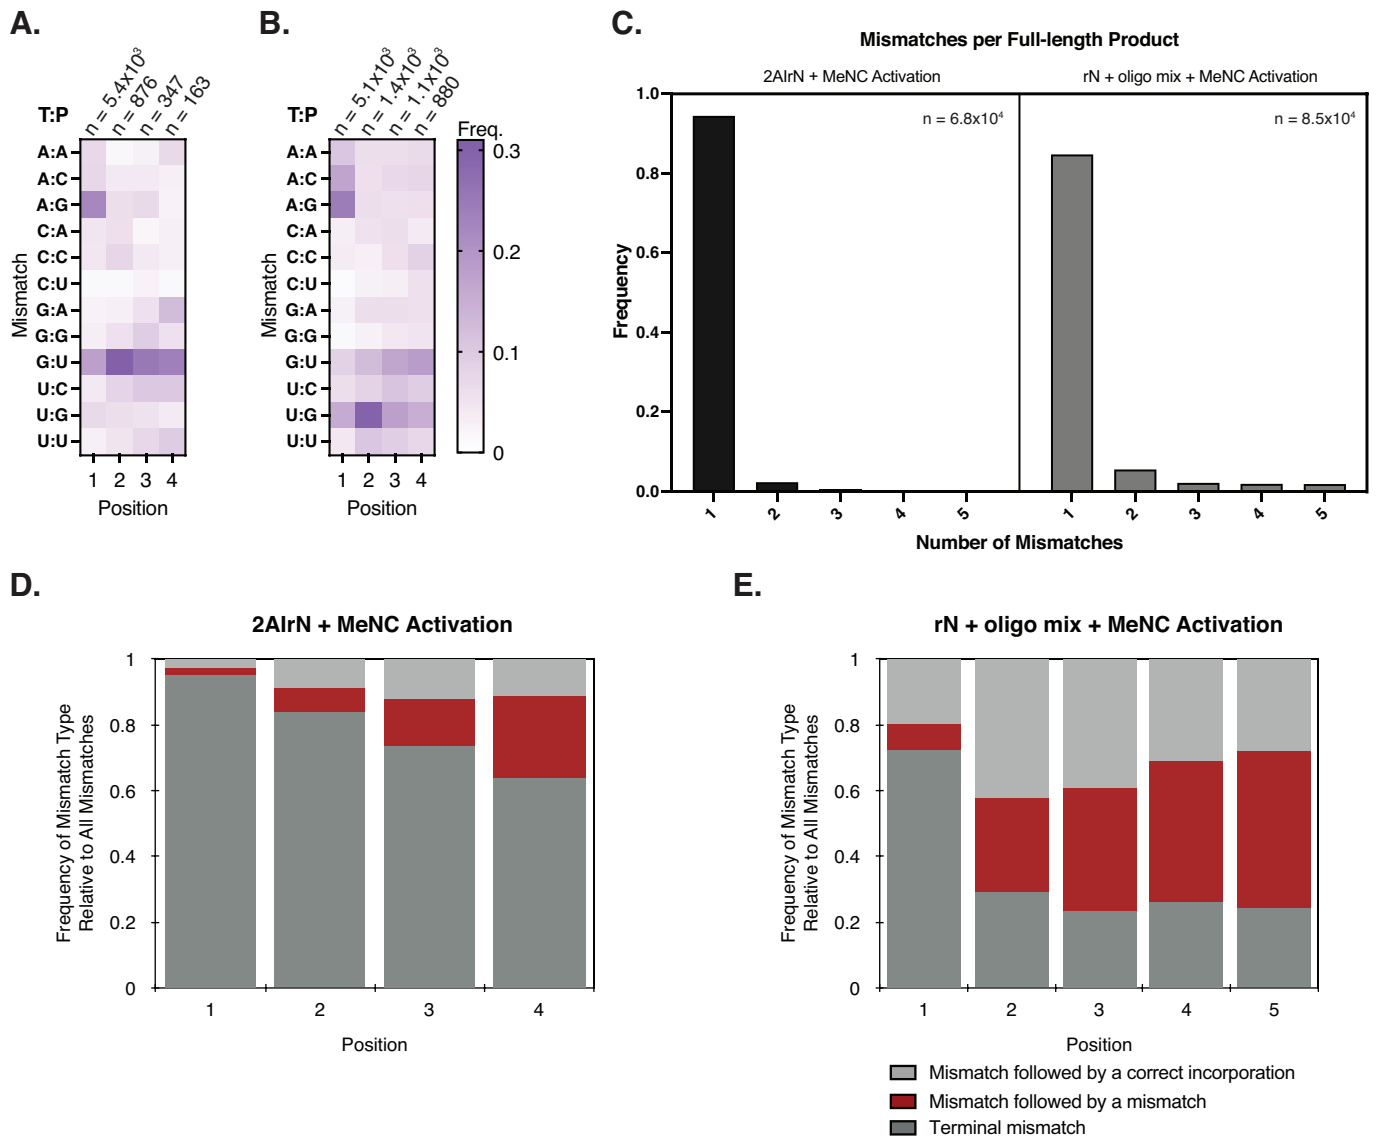 A.
n = 5.4x10³
n = 876
n = 347
n = 163
T:P
A:A
A:C
A:G
C:A
C:C
C:U
G:A
G:G
G:U
U:C
U:G
U:U
Mismatch
1 2 3 4
Position
B.
n = 5.1x10³
n = 1.4x10³
n = 1.1x10³
n = 880
T:P
A:A
A:C
A:G
C:A
C:C
C:U
G:A
G:G
G:U
U:C
U:G
U:U
Mismatch
1 2 3 4
Position
Freq.
0.3
0.2
0.1
0
C.
Mismatches per Full-length Product
2AIrN + MeNC Activation
rN + oligo mix + MeNC Activation
n = 6.8x10⁴
n = 8.5x10⁴
1.0
0.8
0.6
0.4
0.2
0.0
Frequency
1 2 3 4 5
1 2 3 4 5
Number of Mismatches
D.
2AIrN + MeNC Activation
1
0.8
0.6
0.4
0.2
0
Frequency of Mismatch Type
Relative to All Mismatches
1 2 3 4
Position
E.
rN + oligo mix + MeNC Activation
1
0.8
0.6
0.4
0.2
0
Frequency of Mismatch Type
Relative to All Mismatches
1 2 3 4 5
Position
Mismatch followed by a correct incorporation
Mismatch followed by a mismatch
Terminal mismatch